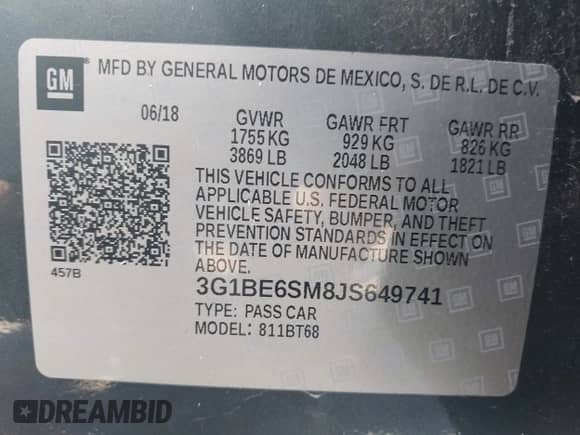 GM® MFD BY GENERAL MOTORS DE MEXICO, S. DE R.L. DE C.V.
06/18 GVWR GAWR FRT GAWR RR
1755 KG 929 KG 826 KG
3869 LB 2048 LB 1821 LB
THIS VEHICLE CONFORMS TO ALL
APPLICABLE U.S. FEDERAL MOTOR
VEHICLE SAFETY, BUMPER, AND THEFT
PREVENTION STANDARDS IN EFFECT ON
THE DATE OF MANUFACTURE SHOWN
ABOVE.
457B
3G1BE6SM8JS649741
TYPE: PASS CAR
MODEL: 811BT68
DREAMBID